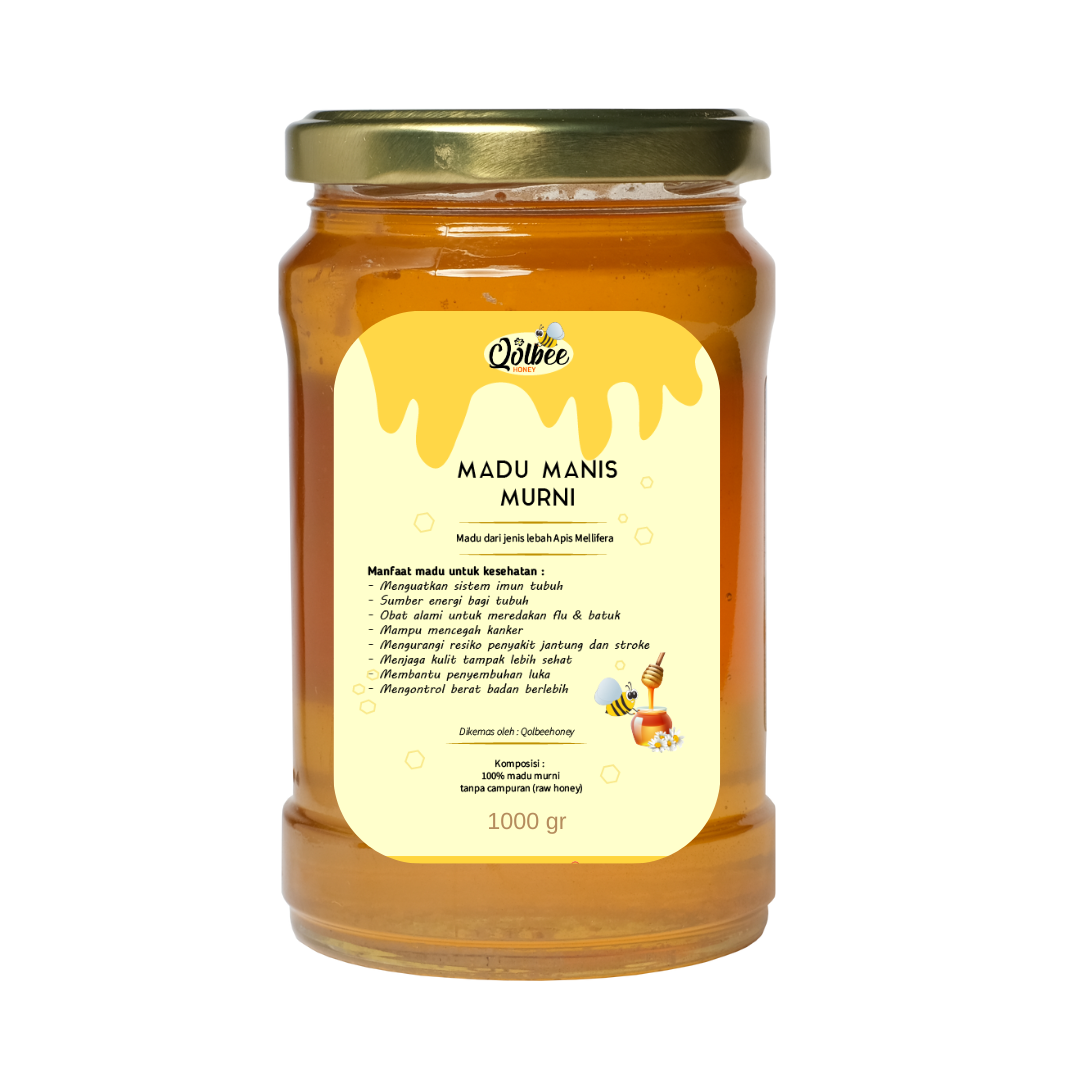 Qolbee
HONEY
MADU MANIS
MURNI
Madu dari jenis lebah Apis Mellifera
Manfaat madu untuk kesehatan :
- Menguatkan sistem imun tubuh
- Sumber energi bagi tubuh
- Obat alami untuk meredakan flu & batuk
- Mampu mencegah kanker
- Mengurangi resiko penyakit jantung dan stroke
- Menjaga kulit tampak lebih sehat
- Membantu penyembuhan luka
- Mengontrol berat badan berlebih
Dikemas oleh : Qolbeehoney
Komposisi :
100% madu murni
tanpa campuran (raw honey)
1000 gr